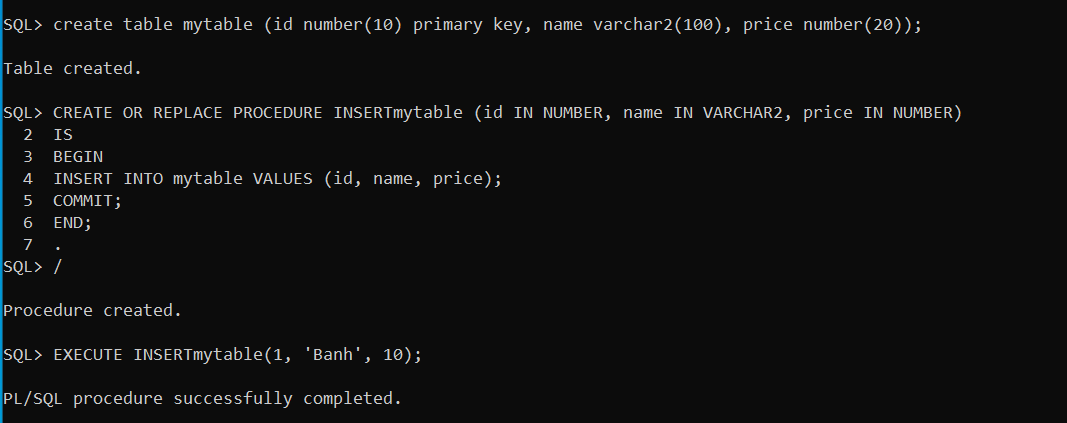 SQL> create table mytable (id number(10) primary key, name varchar2(100), price number(20));
Table created.
SQL> CREATE OR REPLACE PROCEDURE INSERTmytable (id IN NUMBER, name IN VARCHAR2, price IN NUMBER)
2 IS
3 BEGIN
4 INSERT INTO mytable VALUES (id, name, price);
5 COMMIT;
6 END;
7 .
SQL> /
Procedure created.
SQL> EXECUTE INSERTmytable(1, 'Banh', 10);
PL/SQL procedure successfully completed.